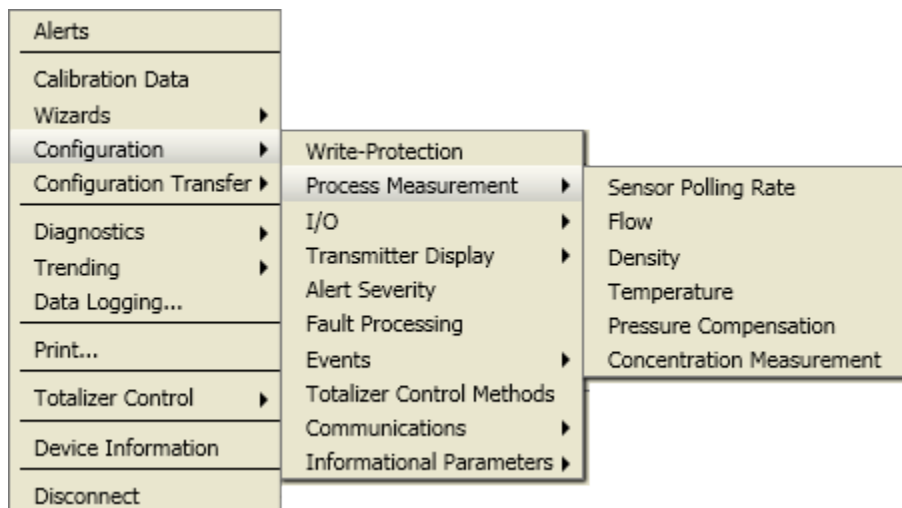 Alerts
Calibration Data
Wizards
Configuration
Configuration Transfer
Diagnostics
Trending
Data Logging...
Print...
Totalizer Control
Device Information
Disconnect
Write-Protection
Process Measurement
I/O
Transmitter Display
Alert Severity
Fault Processing
Events
Totalizer Control Methods
Communications
Informational Parameters
Sensor Polling Rate
Flow
Density
Temperature
Pressure Compensation
Concentration Measurement